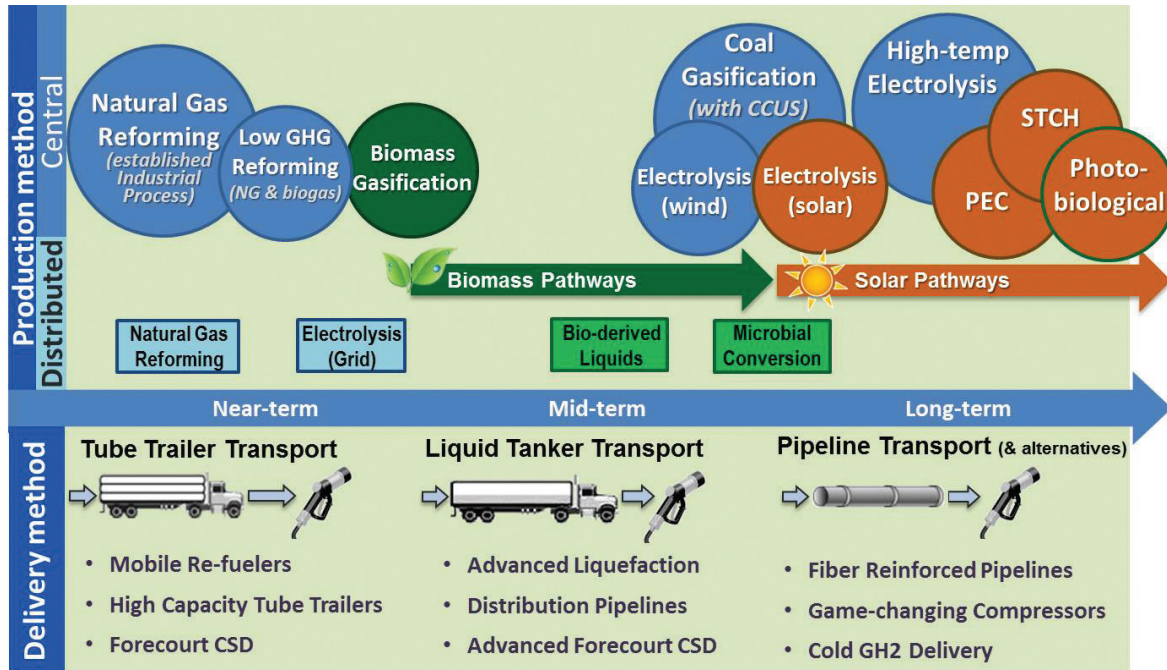 Production method
Central
Distributed
Natural Gas
Reforming
(established
Industrial
Process)
Low GHG
Reforming
(NG & biogas)
Biomass
Gasification
Coal
Gasification
(with CCUS)
Electrolysis
(wind)
Electrolysis
(solar)
High-temp
Electrolysis
STCH
PEC
Photo-
biological
Biomass Pathways
Solar Pathways
Natural Gas
Reforming
Electrolysis
(Grid)
Bio-derived
Liquids
Microbial
Conversion
Near-term
Mid-term
Long-term
Delivery method
Tube Trailer Transport
• Mobile Re-fuelers
• High Capacity Tube Trailers
• Forecourt CSD
Liquid Tanker Transport
• Advanced Liquefaction
• Distribution Pipelines
• Advanced Forecourt CSD
Pipeline Transport (& alternatives)
• Fiber Reinforced Pipelines
• Game-changing Compressors
• Cold GH2 Delivery